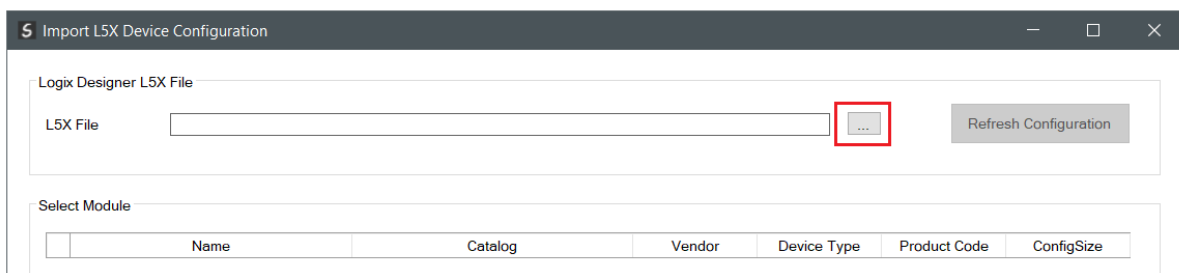 Import L5X Device Configuration
Logix Designer L5X File
L5X File ... Refresh Configuration
Select Module
Name Catalog Vendor Device Type Product Code ConfigSize